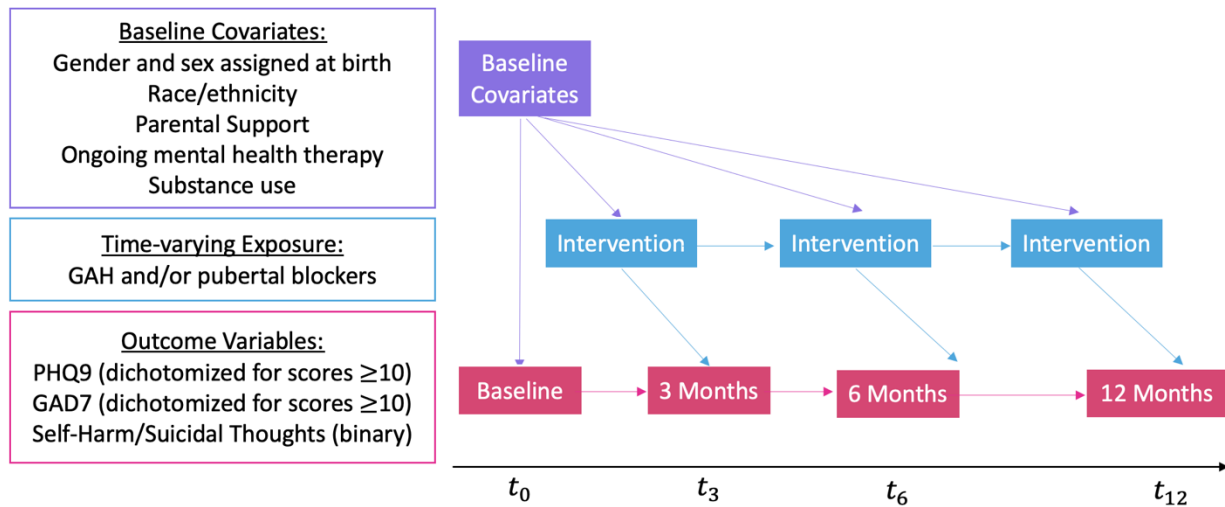 Baseline Covariates:
Gender and sex assigned at birth
Race/ethnicity
Parental Support
Ongoing mental health therapy
Substance use
Time-varying Exposure:
GAH and/or pubertal blockers
Outcome Variables:
PHQ9 (dichotomized for scores ≥10)
GAD7 (dichotomized for scores ≥10)
Self-Harm/Suicidal Thoughts (binary)
Baseline
Covariates
Intervention
Intervention
Intervention
Baseline
3 Months
6 Months
12 Months
t₀
t₃
t₆
t₁₂